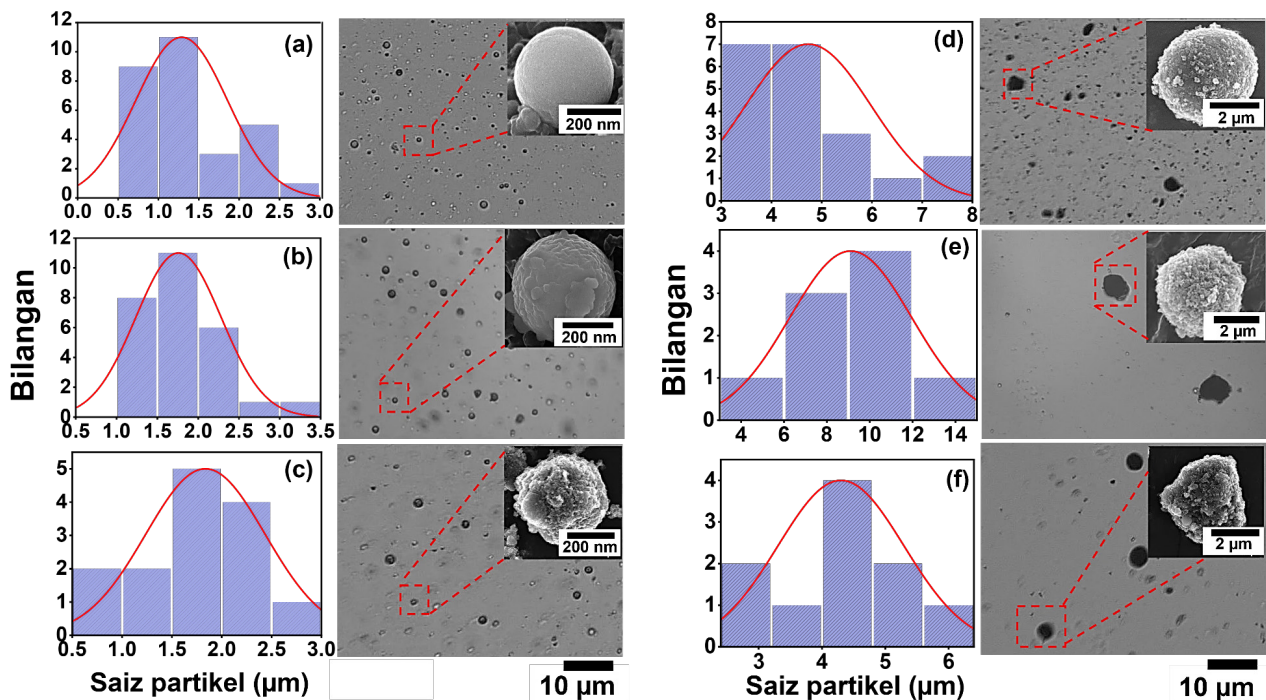 Bilangan
(a)
12
10
8
6
4
2
0
0.0 0.5 1.0 1.5 2.0 2.5 3.0
200 nm
(b)
12
10
8
6
4
2
0
0.5 1.0 1.5 2.0 2.5 3.0 3.5
200 nm
(c)
5
4
3
2
1
0
0.5 1.0 1.5 2.0 2.5 3.0
200 nm
Saiz partikel (µm)
10 µm
Bilangan
(d)
8
7
6
5
4
3
2
1
0
3 4 5 6 7 8
2 µm
(e)
4
3
2
1
0
4 6 8 10 12 14
2 µm
(f)
4
3
2
1
0
3 4 5 6
2 µm
Saiz partikel (µm)
10 µm